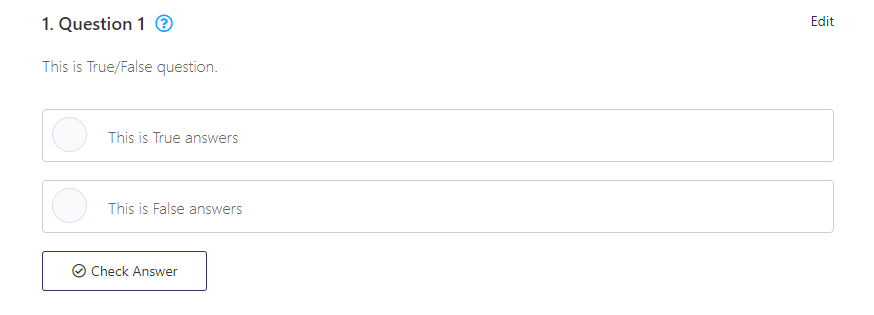 1. Question 1 ?
Edit
This is True/False question.
This is True answers
This is False answers
Check Answer